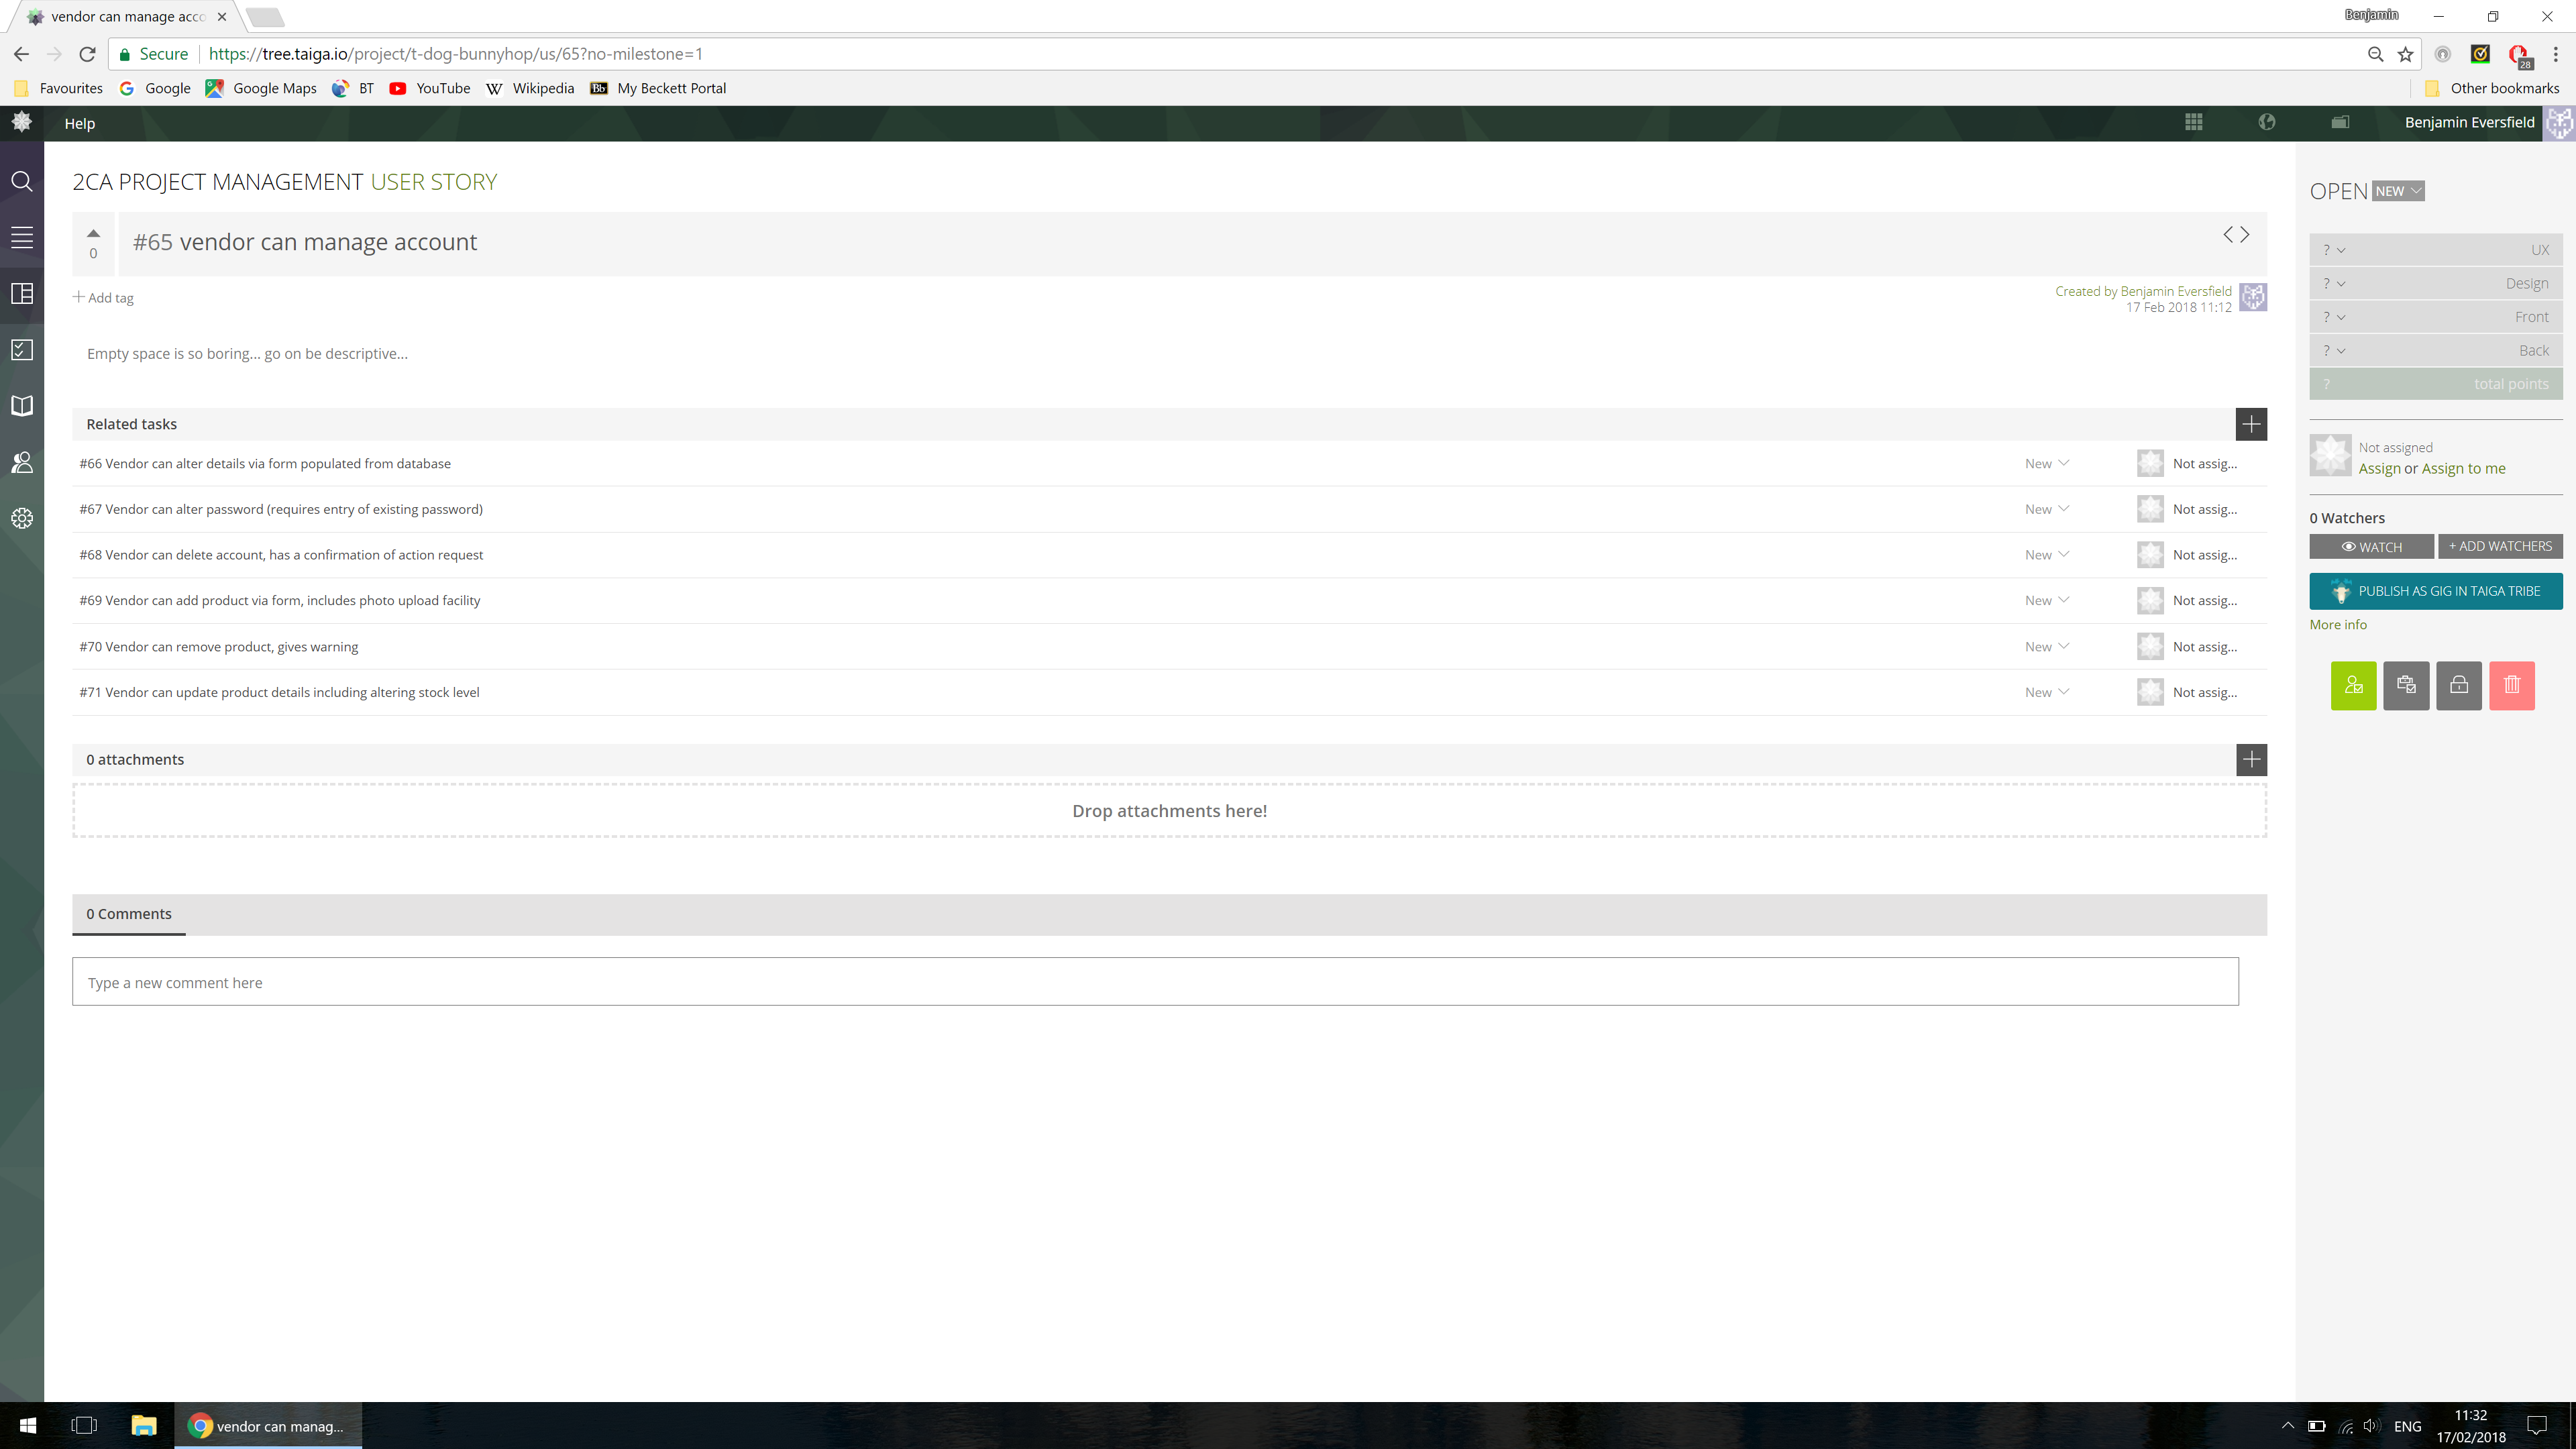 vendor can manage acco
Benjamin
Secure https://tree.taiga.io/project/t-dog-bunnyhop/us/65?no-milestone=1
28
Favourites Google Google Maps BT YouTube Wikipedia My Beckett Portal Other bookmarks
Help Benjamin Eversfield
2CA PROJECT MANAGEMENT USER STORY
OPEN NEW
0
#65 vendor can manage account
? UX
? Design
? Front
? Back
? total points
Add tag
Created by Benjamin Eversfield
17 Feb 2018 11:12
Empty space is so boring... go on be descriptive...
Related tasks
#66 Vendor can alter details via form populated from database New Not assig...
#67 Vendor can alter password (requires entry of existing password) New Not assig...
#68 Vendor can delete account, has a confirmation of action request New Not assig...
#69 Vendor can add product via form, includes photo upload facility New Not assig...
#70 Vendor can remove product, gives warning New Not assig...
#71 Vendor can update product details including altering stock level New Not assig...
Not assigned
Assign or Assign to me
0 Watchers
WATCH + ADD WATCHERS
PUBLISH AS GIG IN TAIGA TRIBE
More info
0 attachments
Drop attachments here!
0 Comments
Type a new comment here
vendor can manag...
ENG
11:32
17/02/2018